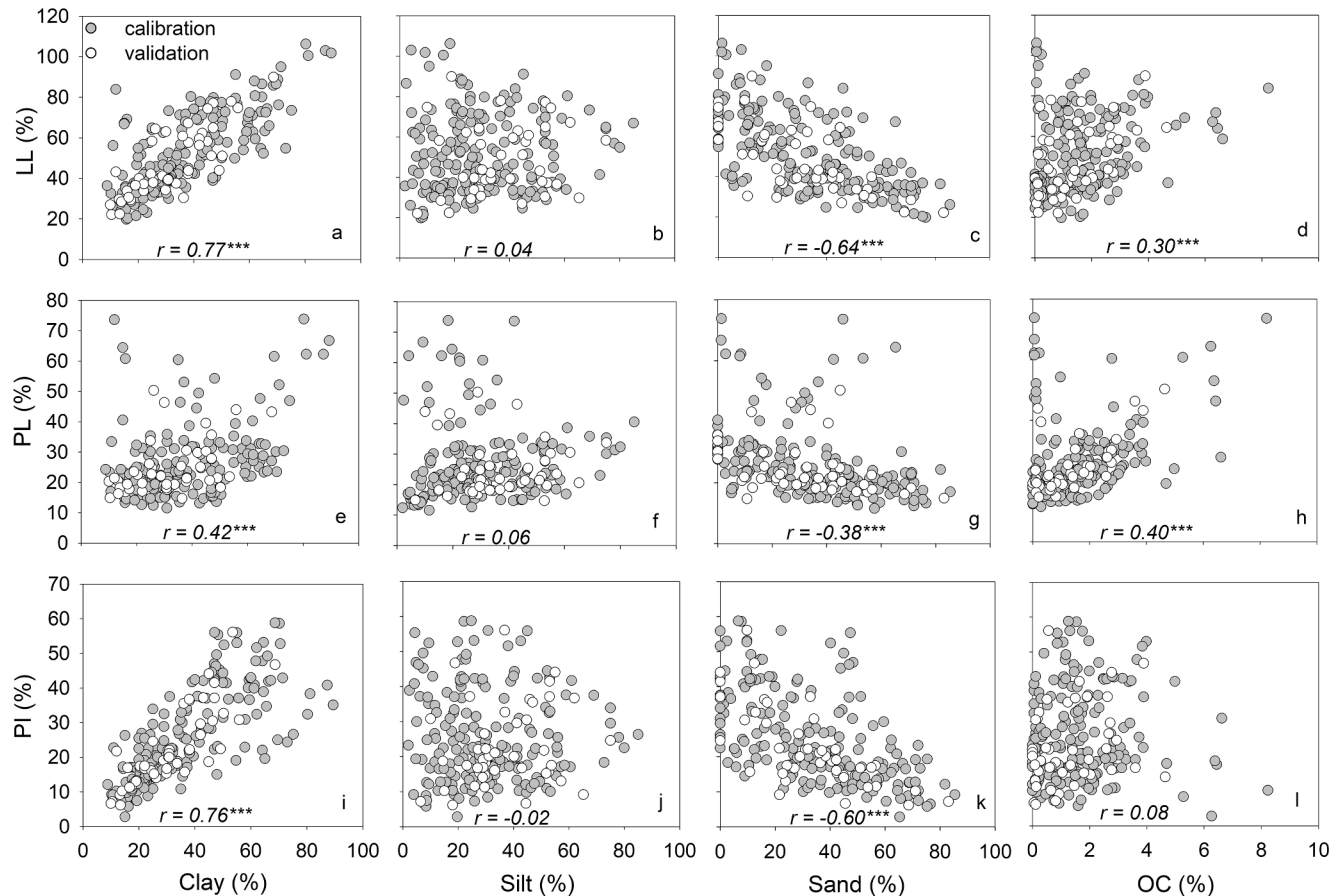 calibration
validation
LL (%)
120
100
80
60
40
20
0
r = 0.77***
a
r = 0.04
b
r = -0.64***
c
r = 0.30***
d
PL (%)
80
70
60
50
40
30
20
10
0
r = 0.42***
e
r = 0.06
f
r = -0.38***
g
r = 0.40***
h
PI (%)
70
60
50
40
30
20
10
0
r = 0.76***
i
r = -0.02
j
r = -0.60***
k
r = 0.08
l
0 20 40 60 80 100
0 20 40 60 80 100
0 20 40 60 80 100
0 2 4 6 8 10
Clay (%)
Silt (%)
Sand (%)
OC (%)